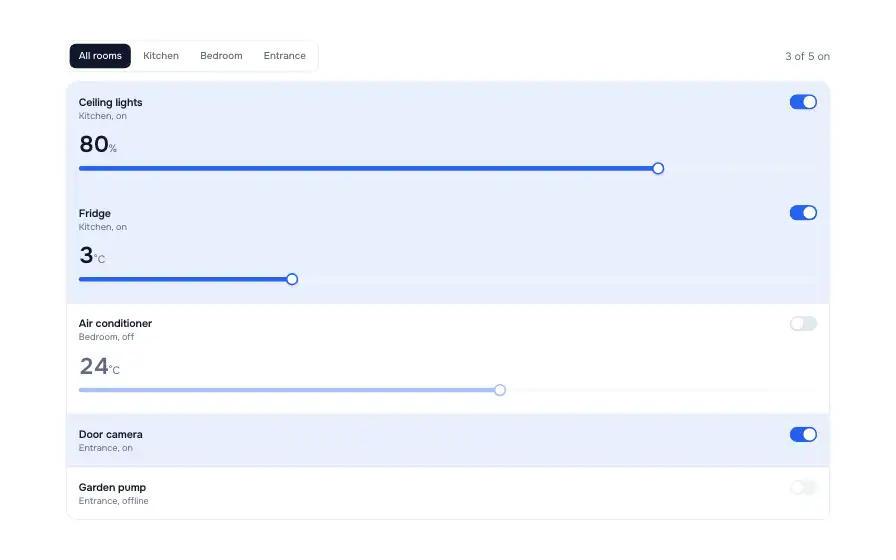 All rooms Kitchen Bedroom Entrance 3 of 5 on
Ceiling lights
Kitchen, on
80%
Fridge
Kitchen, on
3°C
Air conditioner
Bedroom, off
24°C
Door camera
Entrance, on
Garden pump
Entrance, offline